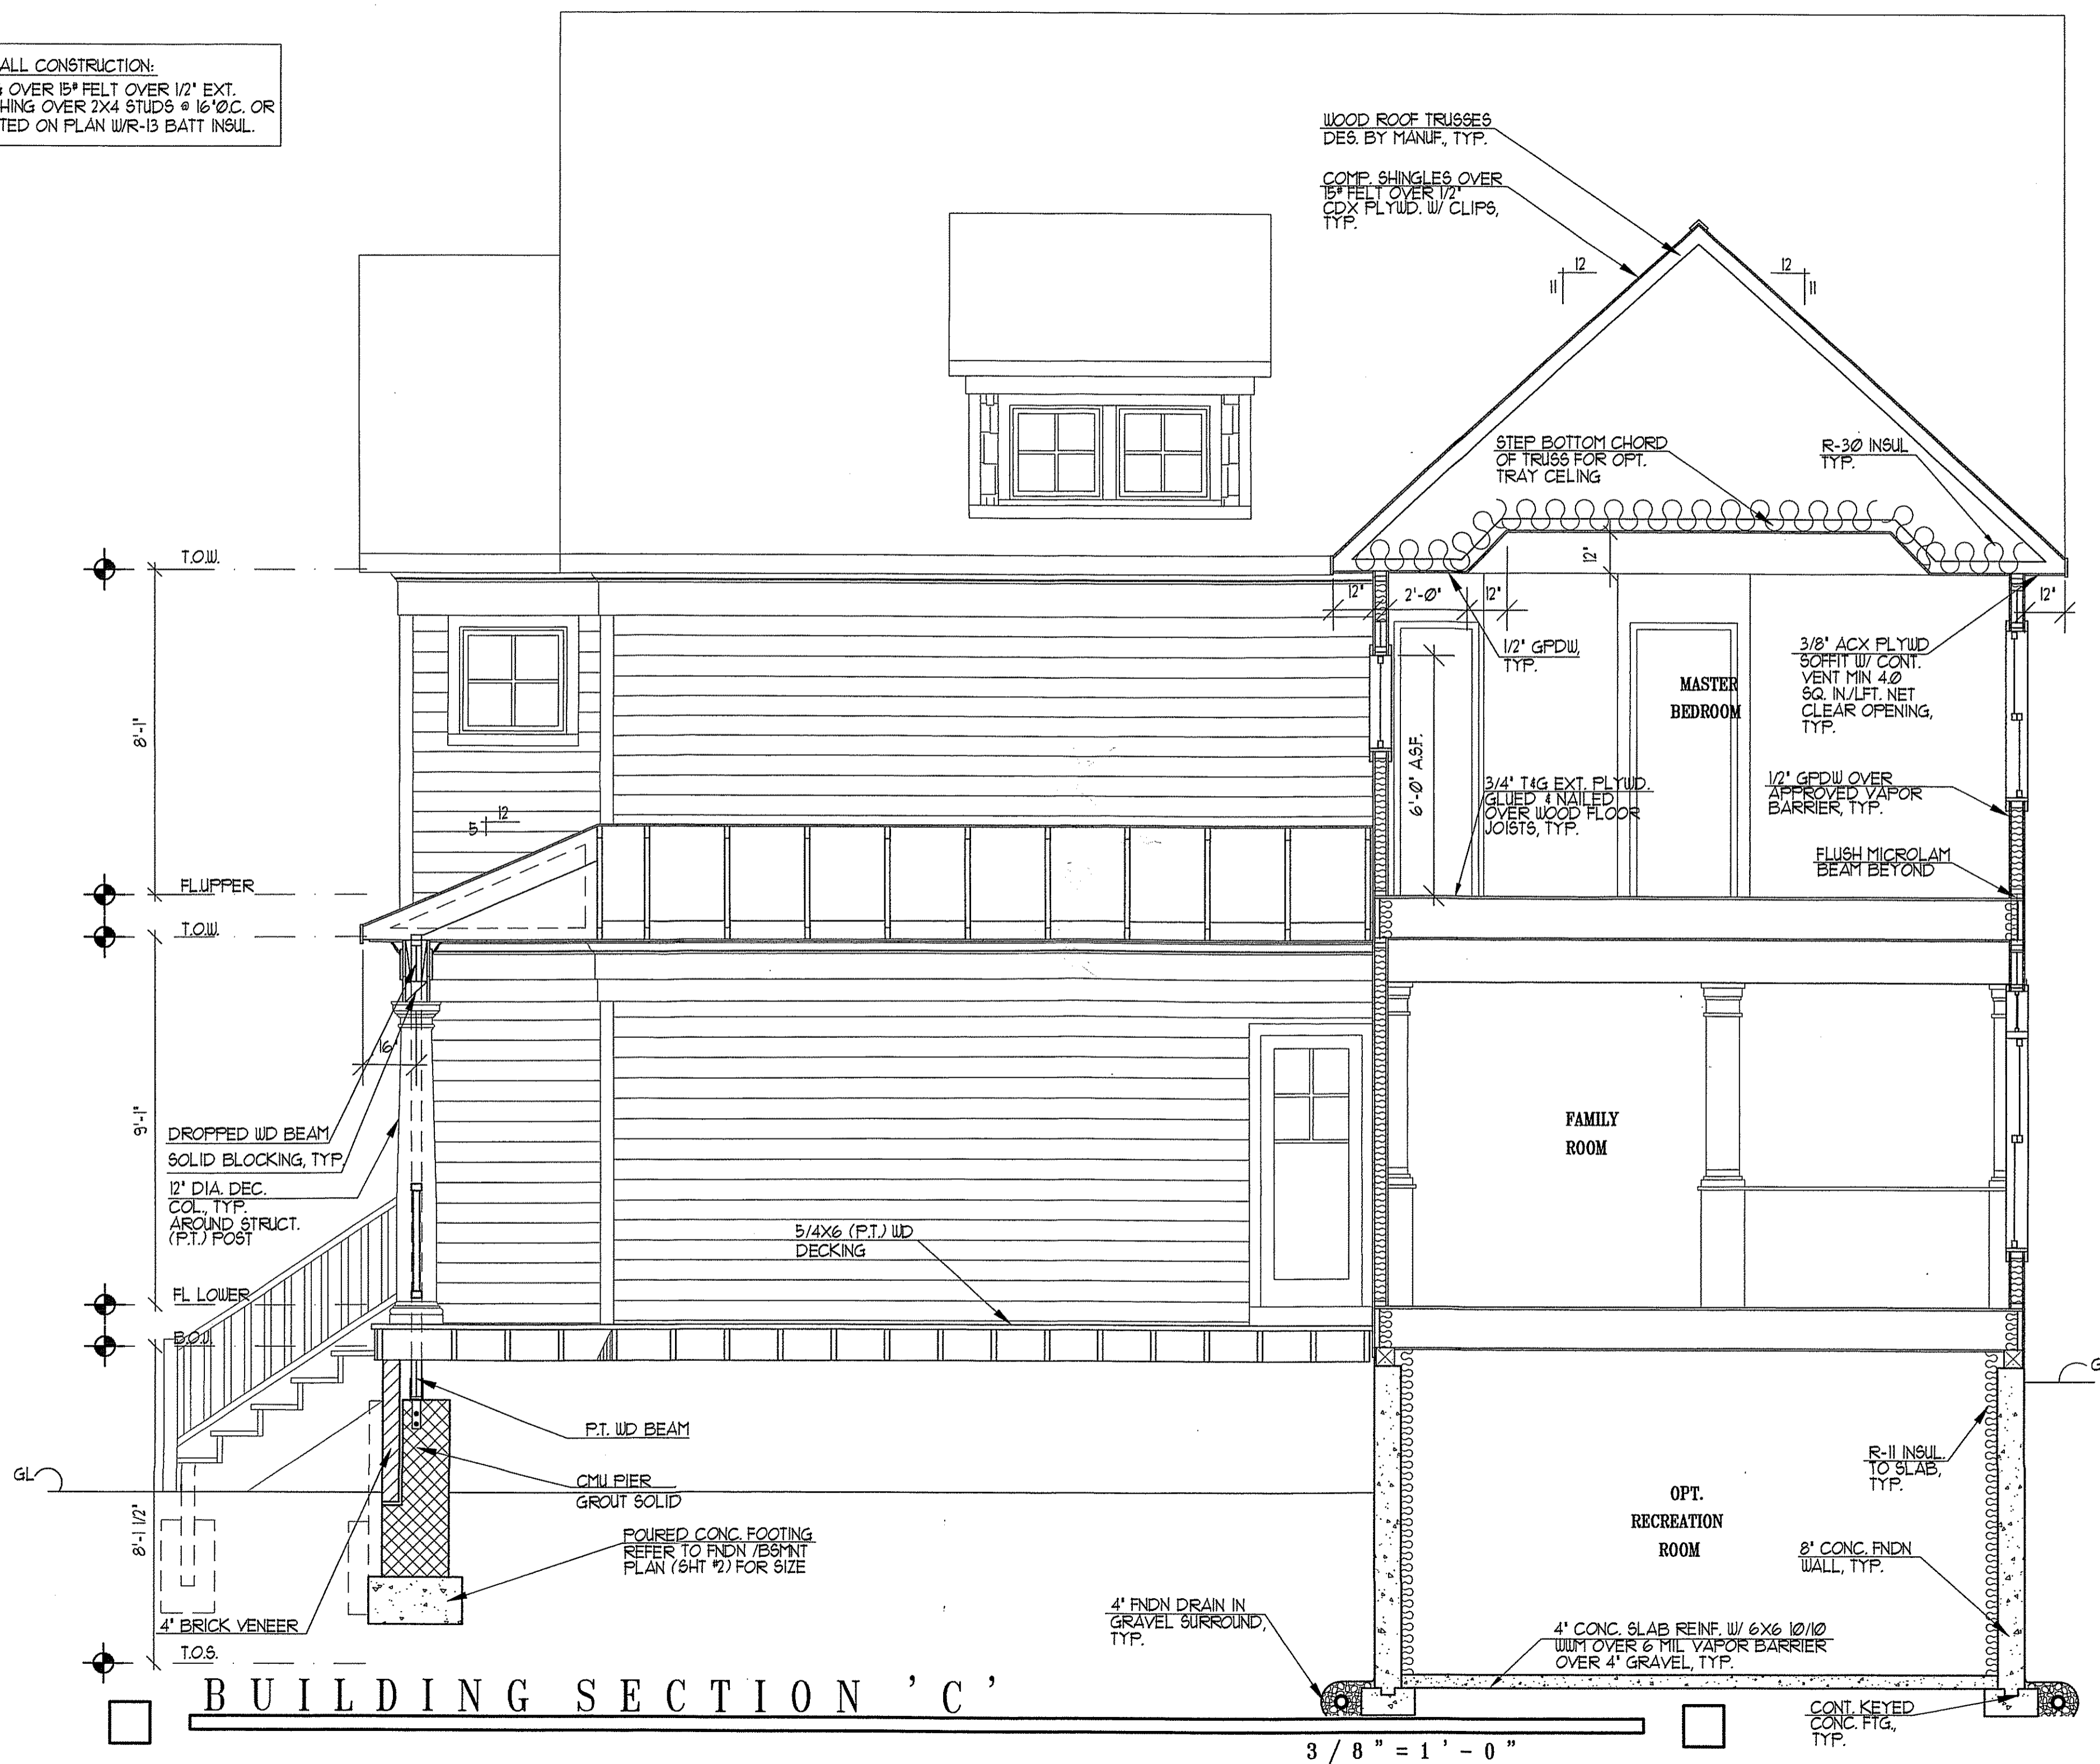 ALL CONSTRUCTION:
OVER 15# FELT OVER 1/2" EXT.
HING OVER 2X4 STUDS @ 16"O.C. OR
TED ON PLAN W/R-13 BATT INSUL.
WOOD ROOF TRUSSES
DES. BY MANUF., TYP.
COMP. SHINGLES OVER
15# FELT OVER 1/2"
CDX PLYWD. W/ CLIPS,
TYP.
12
11
12
11
STEP BOTTOM CHORD
OF TRUSS FOR OPT.
TRAY CELING
R-30 INSUL
TYP.
12"
T.O.W.
12"
2'-0"
12"
12"
1/2" GPDW,
TYP.
3/8" ACX PLYWD
SOFFIT W/ CONT.
VENT MIN 4.0
SQ. IN./LFT. NET
CLEAR OPENING,
TYP.
MASTER
BEDROOM
8'-1"
6'-0" A.S.F.
3/4" T&G EXT. PLYWD.
GLUED & NAILED
OVER WOOD FLOOR
JOISTS, TYP.
1/2" GPDW OVER
APPROVED VAPOR
BARRIER, TYP.
12
5
FLUSH MICROLAM
BEAM BEYOND
FL.UPPER
T.O.W.
16"
9'-1"
DROPPED WD BEAM
SOLID BLOCKING, TYP.
12" DIA. DEC.
COL., TYP.
AROUND STRUCT.
(P.T.) POST
FAMILY
ROOM
5/4X6 (P.T.) WD
DECKING
FL LOWER
B.O.J.
G
P.T. WD BEAM
CMU PIER
GROUT SOLID
GL
R-11 INSUL.
TO SLAB,
TYP.
OPT.
RECREATION
ROOM
8'-1 1/2"
POURED CONC. FOOTING
REFER TO FNDN /BSMNT
PLAN (SHT #2) FOR SIZE
8" CONC. FNDN
WALL, TYP.
4" BRICK VENEER
4" FNDN DRAIN IN
GRAVEL SURROUND,
TYP.
4" CONC. SLAB REINF. W/ 6X6 10/10
WWM OVER 6 MIL VAPOR BARRIER
OVER 4" GRAVEL, TYP.
T.O.S.
BUILDING SECTION 'C'
CONT. KEYED
CONC. FTG.,
TYP.
3/8"=1'-0"